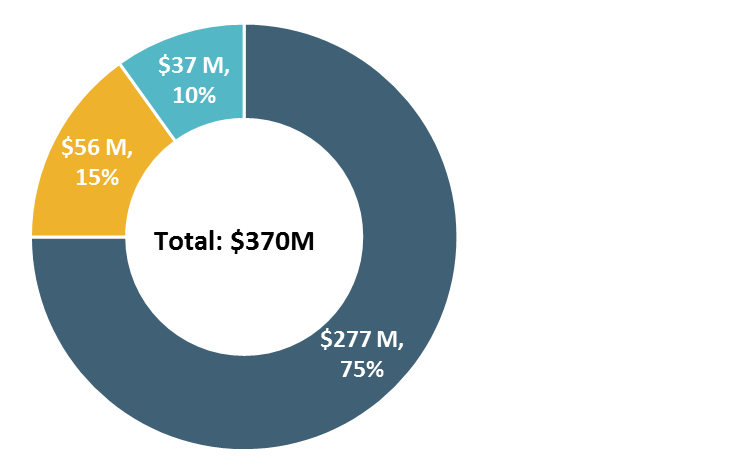 $37 M,
10%
$56 M,
15%
Total: $370M
$277 M,
75%